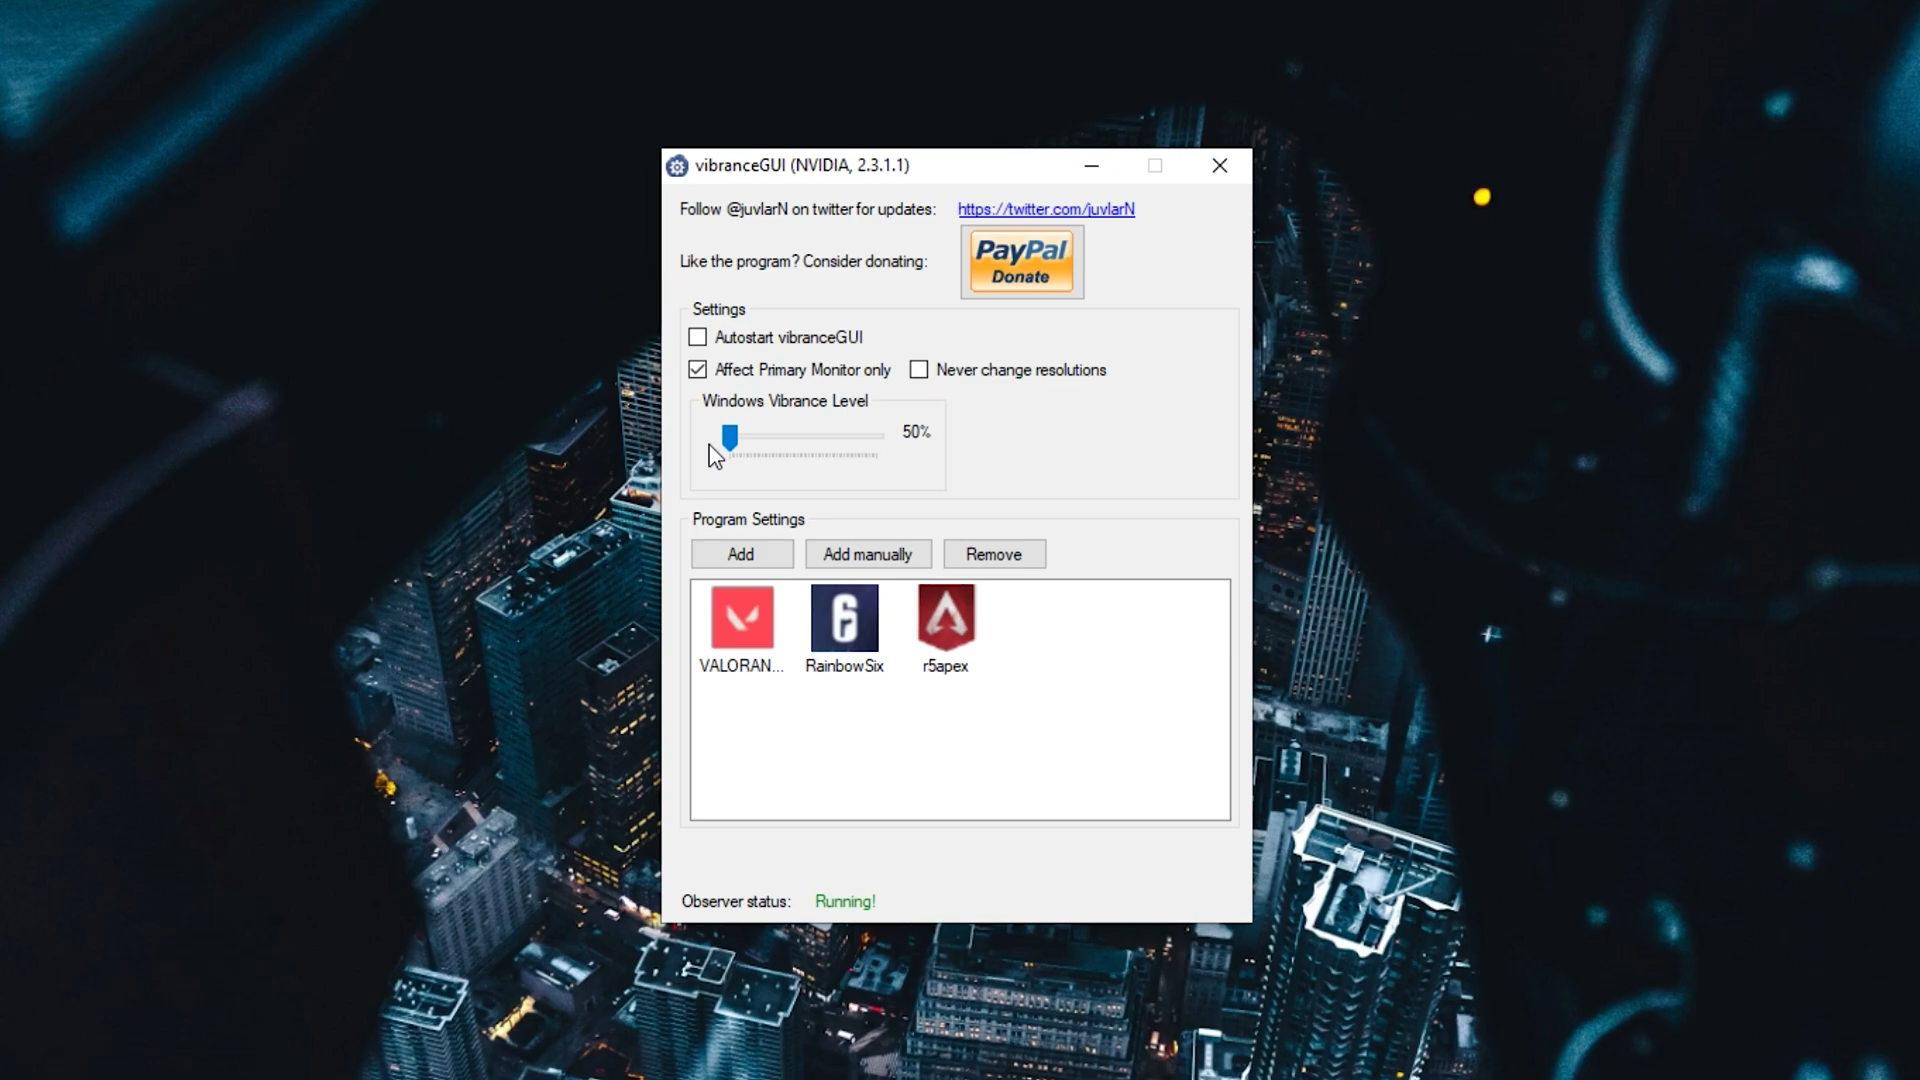 vibranceGUI (NVIDIA, 2.3.1.1)
Follow @juvlarN on twitter for updates: https://twitter.com/juvlarN
Like the program? Consider donating: PayPal
Donate
Settings
Autostart vibranceGUI
Affect Primary Monitor only Never change resolutions
Windows Vibrance Level
50%
Program Settings
Add Add manually Remove
VALORAN... RainbowSix r5apex
Observer status: Running!